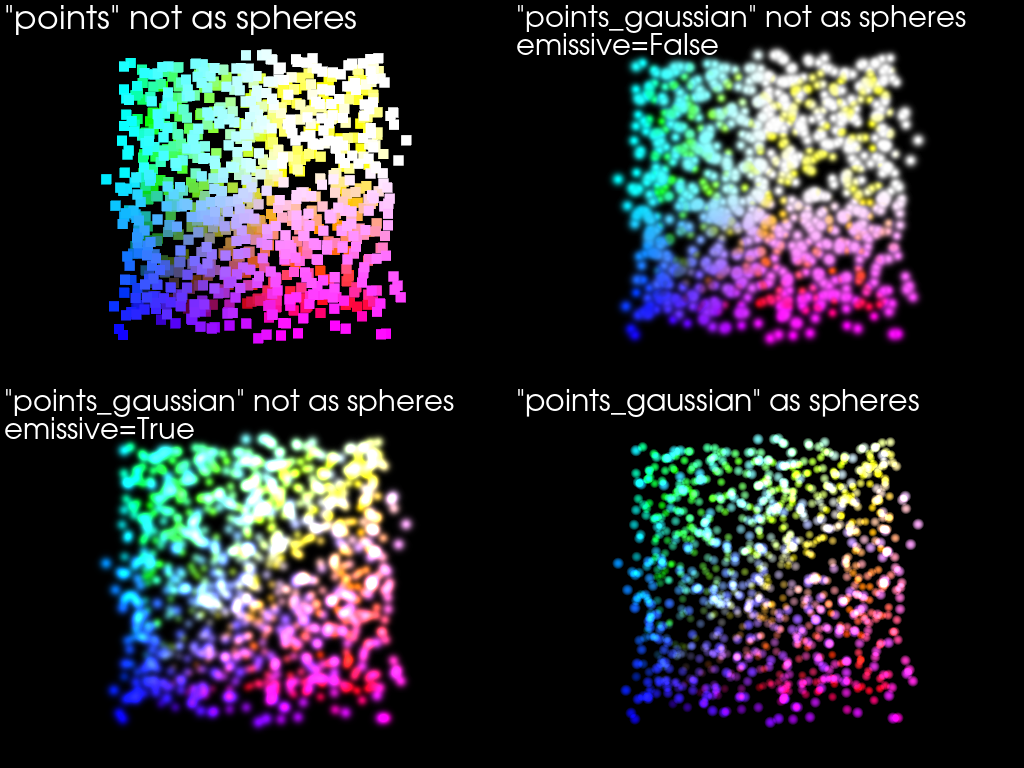 "points" not as spheres
"points_gaussian" not as spheres
emissive=False
"points_gaussian" not as spheres
emissive=True
"points_gaussian" as spheres